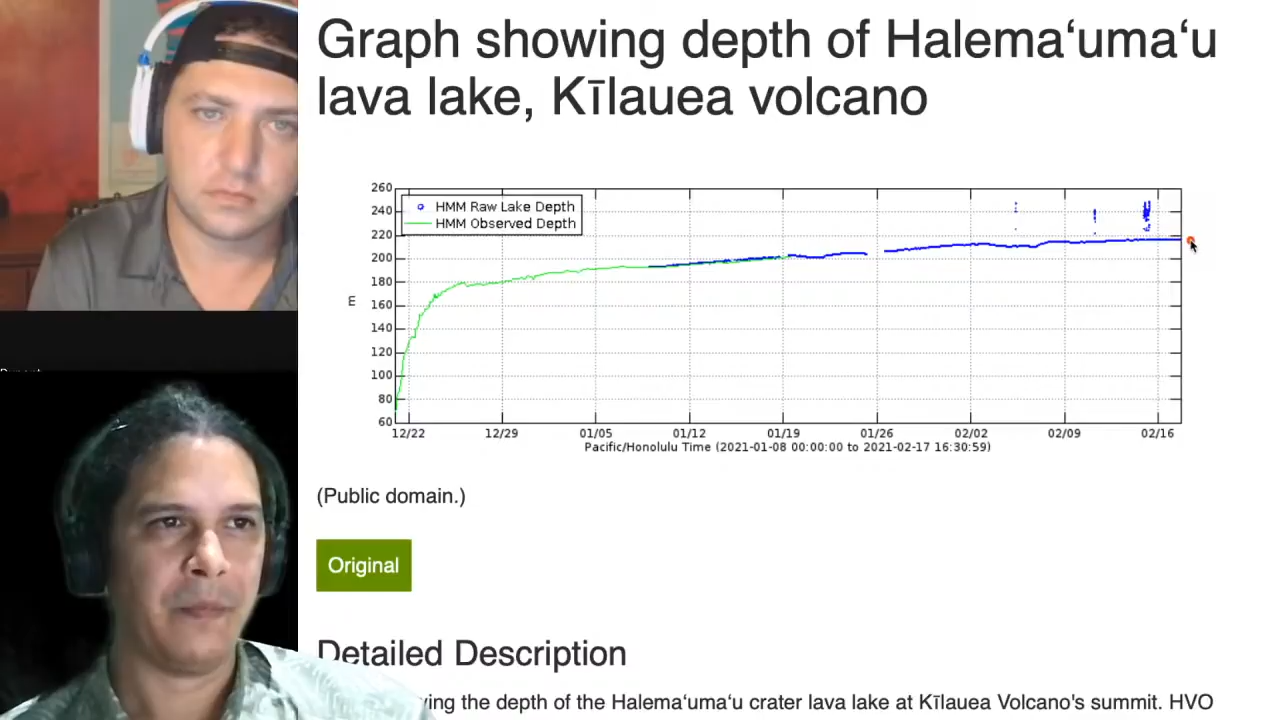 Graph showing depth of Halemaʻumaʻu
lava lake, Kīlauea volcano
260
240
220
200
180
160
140
120
100
80
60
m
HMM Raw Lake Depth
HMM Observed Depth
12/22 12/29 01/05 01/12 01/19 01/26 02/02 02/09 02/16
Pacific/Honolulu Time (2021-01-08 00:00:00 to 2021-02-17 16:30:59)
(Public domain.)
Original
Detailed Description
the depth of the Halemaʻumaʻu crater lava lake at Kīlauea Volcano's summit. HVO